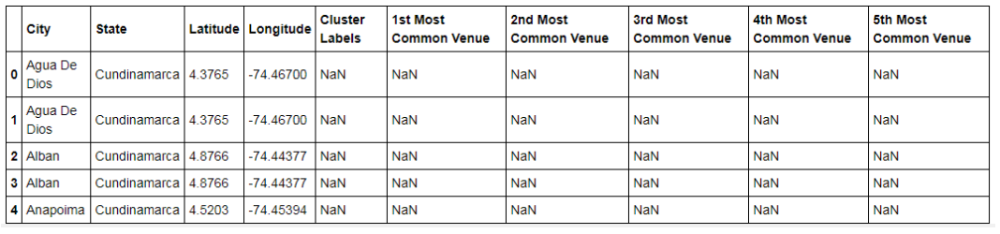 City State Latitude Longitude Cluster Labels 1st Most Common Venue 2nd Most Common Venue 3rd Most Common Venue 4th Most Common Venue 5th Most Common Venue
0 Agua De Dios Cundinamarca 4.3765 -74.46700 NaN NaN NaN NaN NaN NaN
1 Agua De Dios Cundinamarca 4.3765 -74.46700 NaN NaN NaN NaN NaN NaN
2 Alban Cundinamarca 4.8766 -74.44377 NaN NaN NaN NaN NaN NaN
3 Alban Cundinamarca 4.8766 -74.44377 NaN NaN NaN NaN NaN NaN
4 Anapoima Cundinamarca 4.5203 -74.45394 NaN NaN NaN NaN NaN NaN